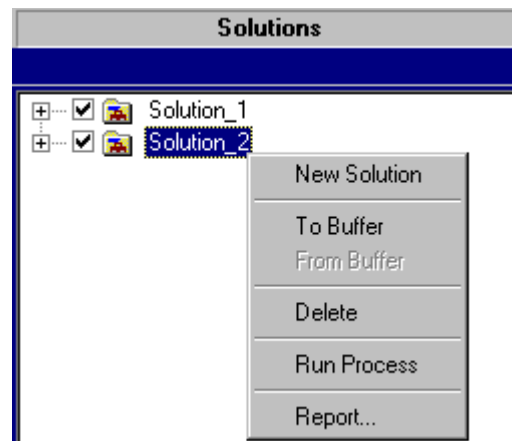 Solutions
Solution_1
Solution_2
New Solution
To Buffer
From Buffer
Delete
Run Process
Report...